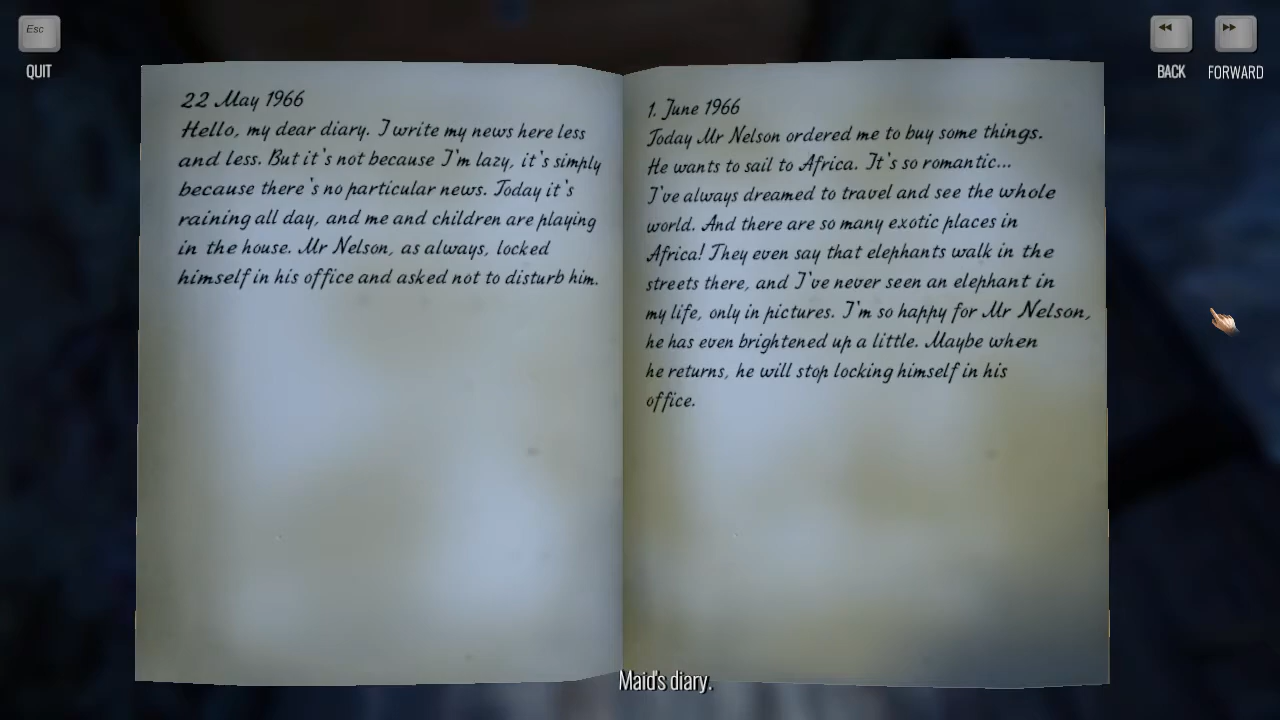 Esc
QUIT
BACK
FORWARD
22 May 1966
Hello, my dear diary. I write my news here less
and less. But it's not because I'm lazy, it's simply
because there's no particular news. Today it's
raining all day, and me and children are playing
in the house. Mr Nelson, as always, locked
himself in his office and asked not to disturb him.
1. June 1966
Today Mr Nelson ordered me to buy some things.
He wants to sail to Africa. It's so romantic...
I've always dreamed to travel and see the whole
world. And there are so many exotic places in
Africa! They even say that elephants walk in the
streets there, and I've never seen an elephant in
my life, only in pictures. I'm so happy for Mr Nelson,
he has even brightened up a little. Maybe when
he returns, he will stop locking himself in his
office.
Maid's diary.